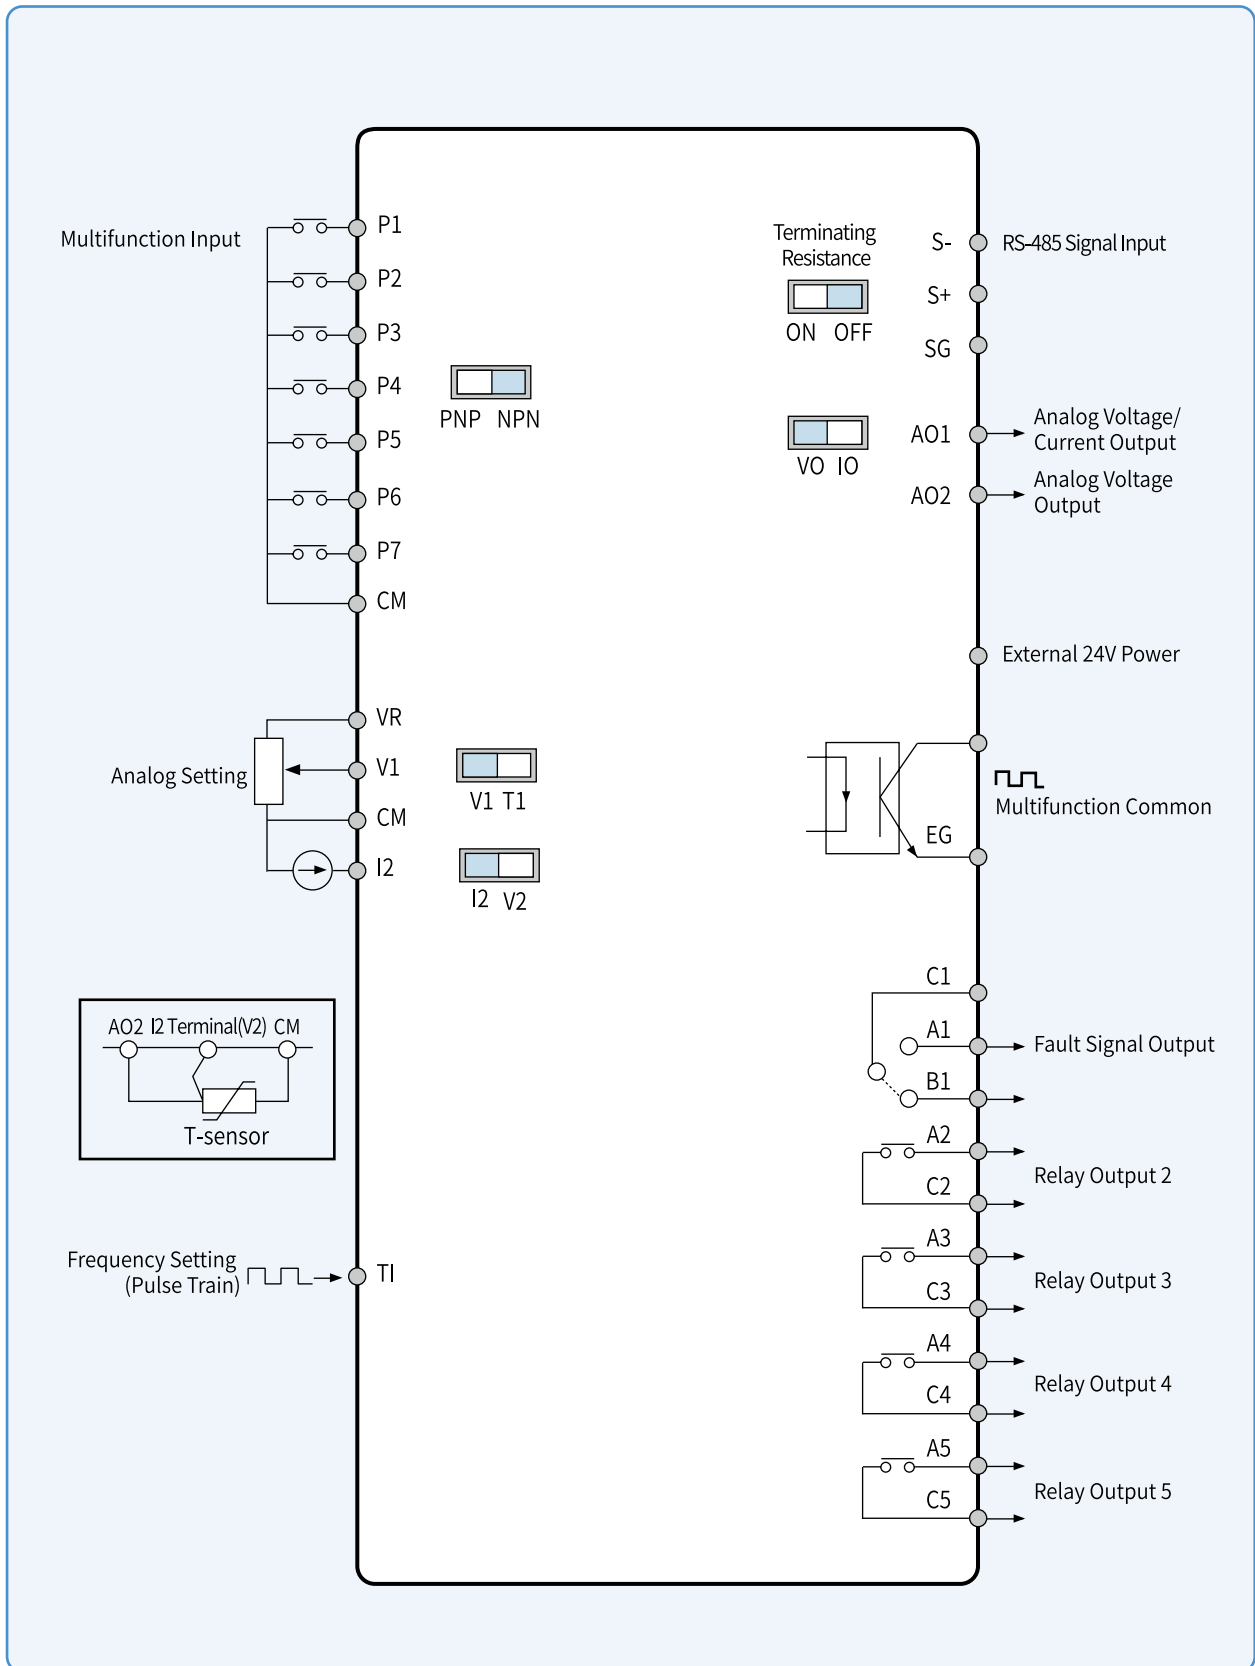 Multifunction Input
P1
P2
P3
P4
P5
P6
P7
CM
PNP NPN
Terminating
Resistance
ON OFF
VO IO
S-
RS-485 Signal Input
S+
SG
AO1
Analog Voltage/
Current Output
AO2
Analog Voltage
Output
External 24V Power
Analog Setting
VR
V1
CM
I2
V1 T1
I2 V2
Multifunction Common
EG
AO2 I2 Terminal(V2) CM
T-sensor
Frequency Setting
(Pulse Train)
TI
C1
A1
Fault Signal Output
B1
A2
Relay Output 2
C2
A3
Relay Output 3
C3
A4
Relay Output 4
C4
A5
Relay Output 5
C5